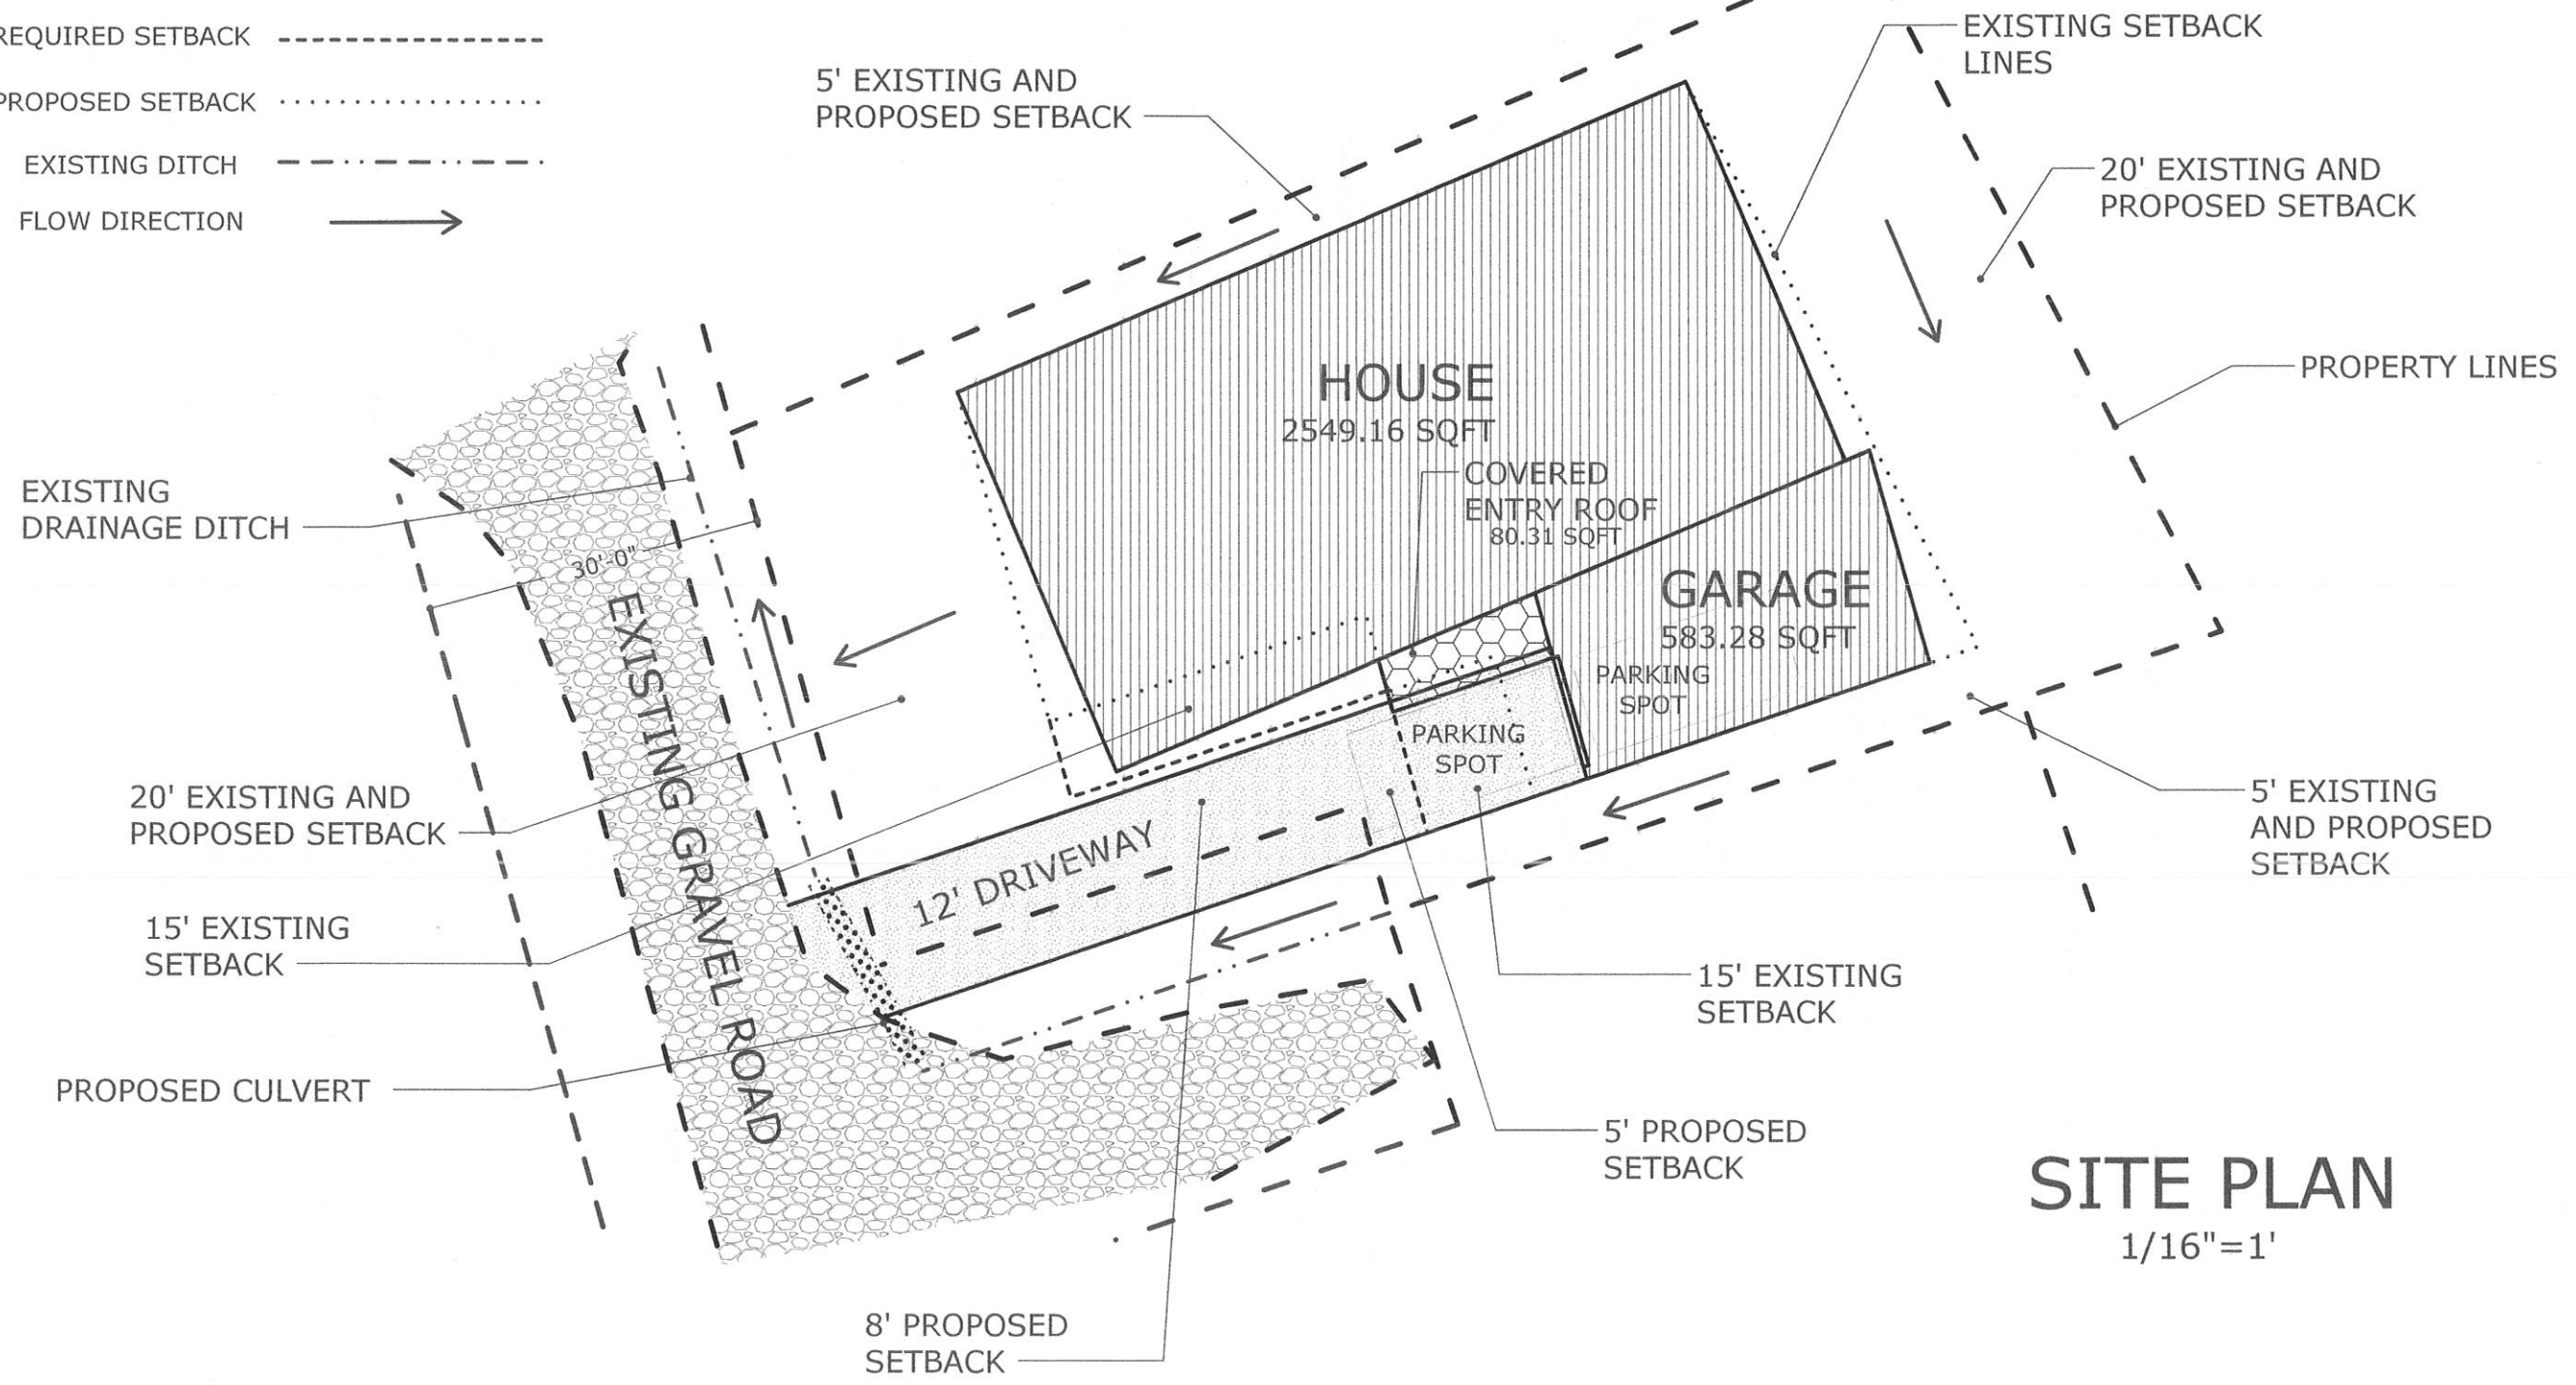 REQUIRED SETBACK
PROPOSED SETBACK
EXISTING DITCH
FLOW DIRECTION
5' EXISTING AND
PROPOSED SETBACK
EXISTING SETBACK
LINES
20' EXISTING AND
PROPOSED SETBACK
PROPERTY LINES
HOUSE
2549.16 SQFT
COVERED
ENTRY ROOF
80.31 SQFT
GARAGE
583.28 SQFT
PARKING
SPOT
PARKING
SPOT
EXISTING
DRAINAGE DITCH
30'-0"
EXISTING GRAVEL ROAD
12' DRIVEWAY
20' EXISTING AND
PROPOSED SETBACK
15' EXISTING
SETBACK
PROPOSED CULVERT
5' EXISTING
AND PROPOSED
SETBACK
15' EXISTING
SETBACK
5' PROPOSED
SETBACK
8' PROPOSED
SETBACK
SITE PLAN
1/16"=1'